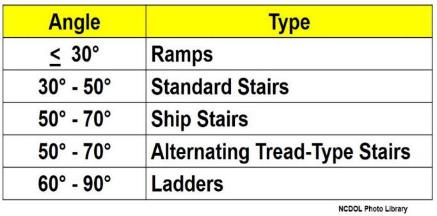 Angle Type
≤ 30° Ramps
30° - 50° Standard Stairs
50° - 70° Ship Stairs
50° - 70° Alternating Tread-Type Stairs
60° - 90° Ladders
NCDOL Photo Library